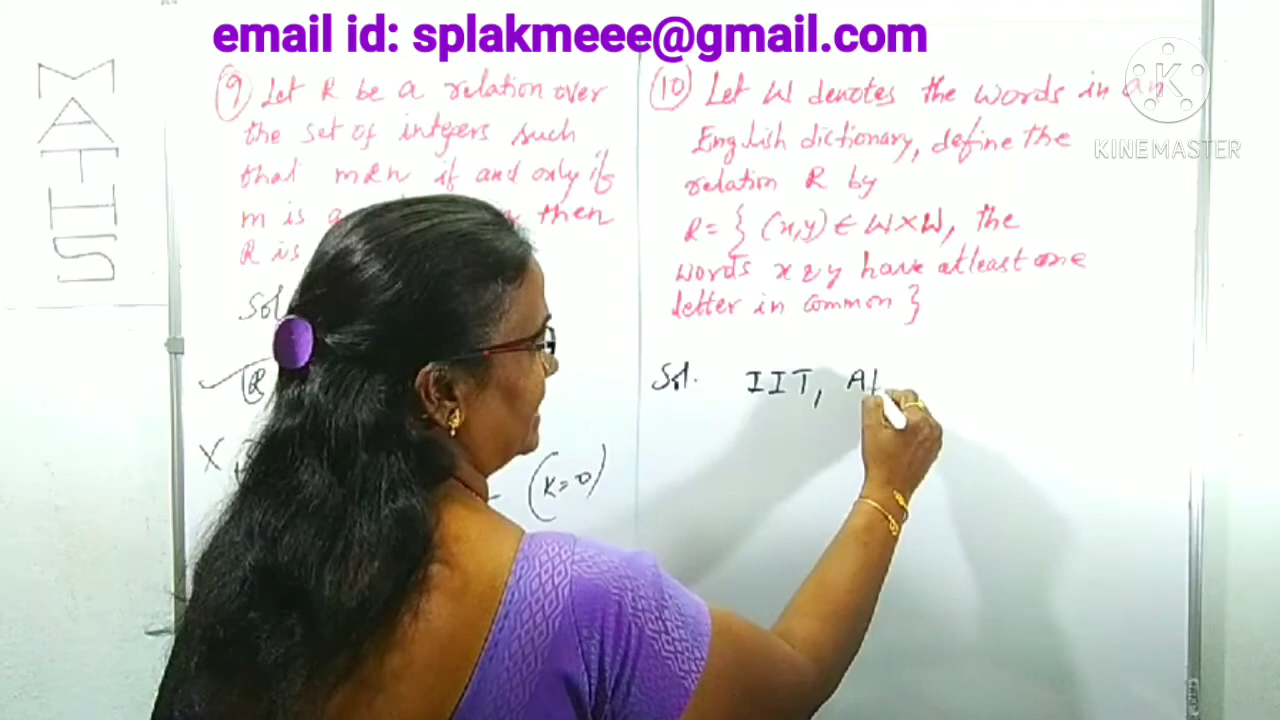 email id: splakmeee@gmail.com
MATHS
KINEMASTER
9 Let R be a relation over
the set of integers such
that mRn if and only if
m is a then
R is
Sol
X
(k=0)
10 Let W denotes the words in an
English dictionary, define the
relation R by
R = { (x,y) ∈ W×W, the
words x & y have atleast one
letter in common }
Sol. IIT, A